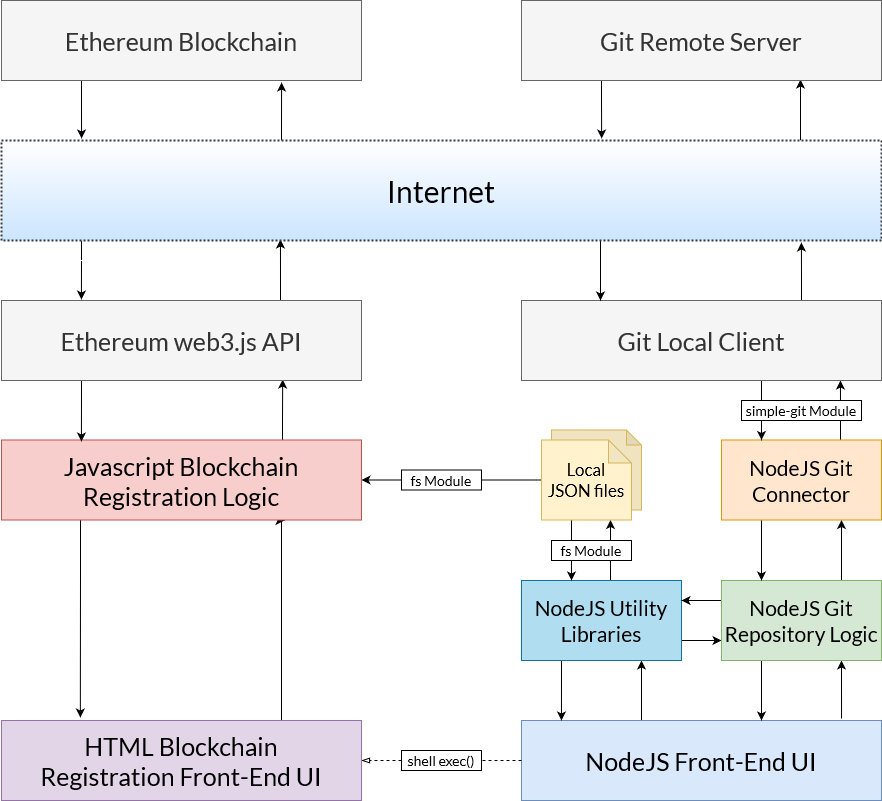 Ethereum Blockchain
Git Remote Server
Internet
Ethereum web3.js API
Git Local Client
simple-git Module
Javascript Blockchain
Registration Logic
fs Module
Local
JSON files
NodeJS Git
Connector
fs Module
NodeJS Utility
Libraries
NodeJS Git
Repository Logic
HTML Blockchain
Registration Front-End UI
shell exec()
NodeJS Front-End UI